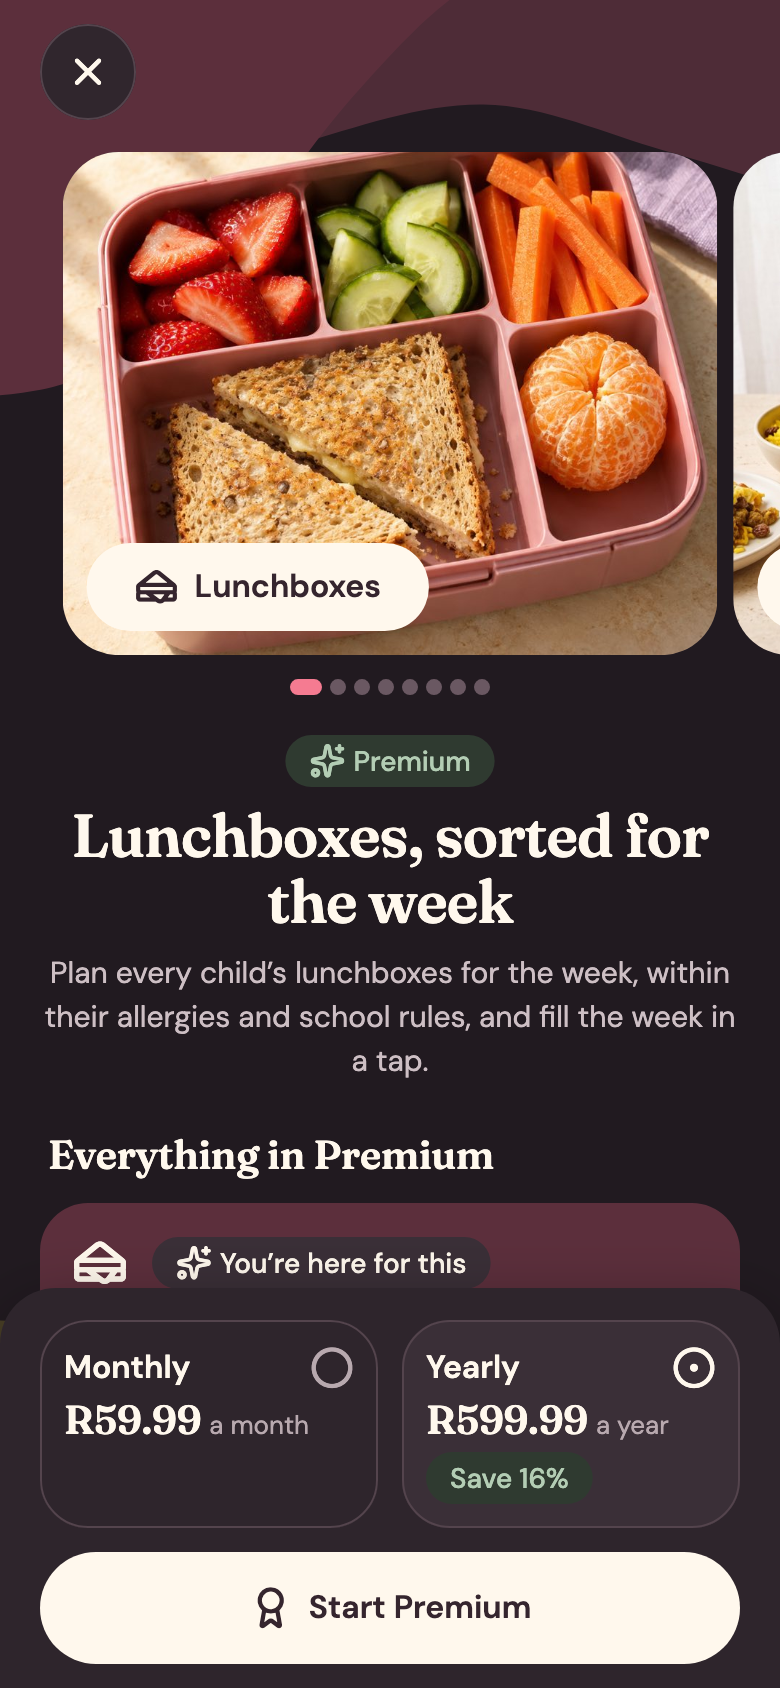 Lunchboxes
Premium
Lunchboxes, sorted for
the week
Plan every child’s lunchboxes for the week, within
their allergies and school rules, and fill the week in
a tap.
Everything in Premium
You’re here for this
Monthly
R59.99 a month
Yearly
R599.99 a year
Save 16%
Start Premium